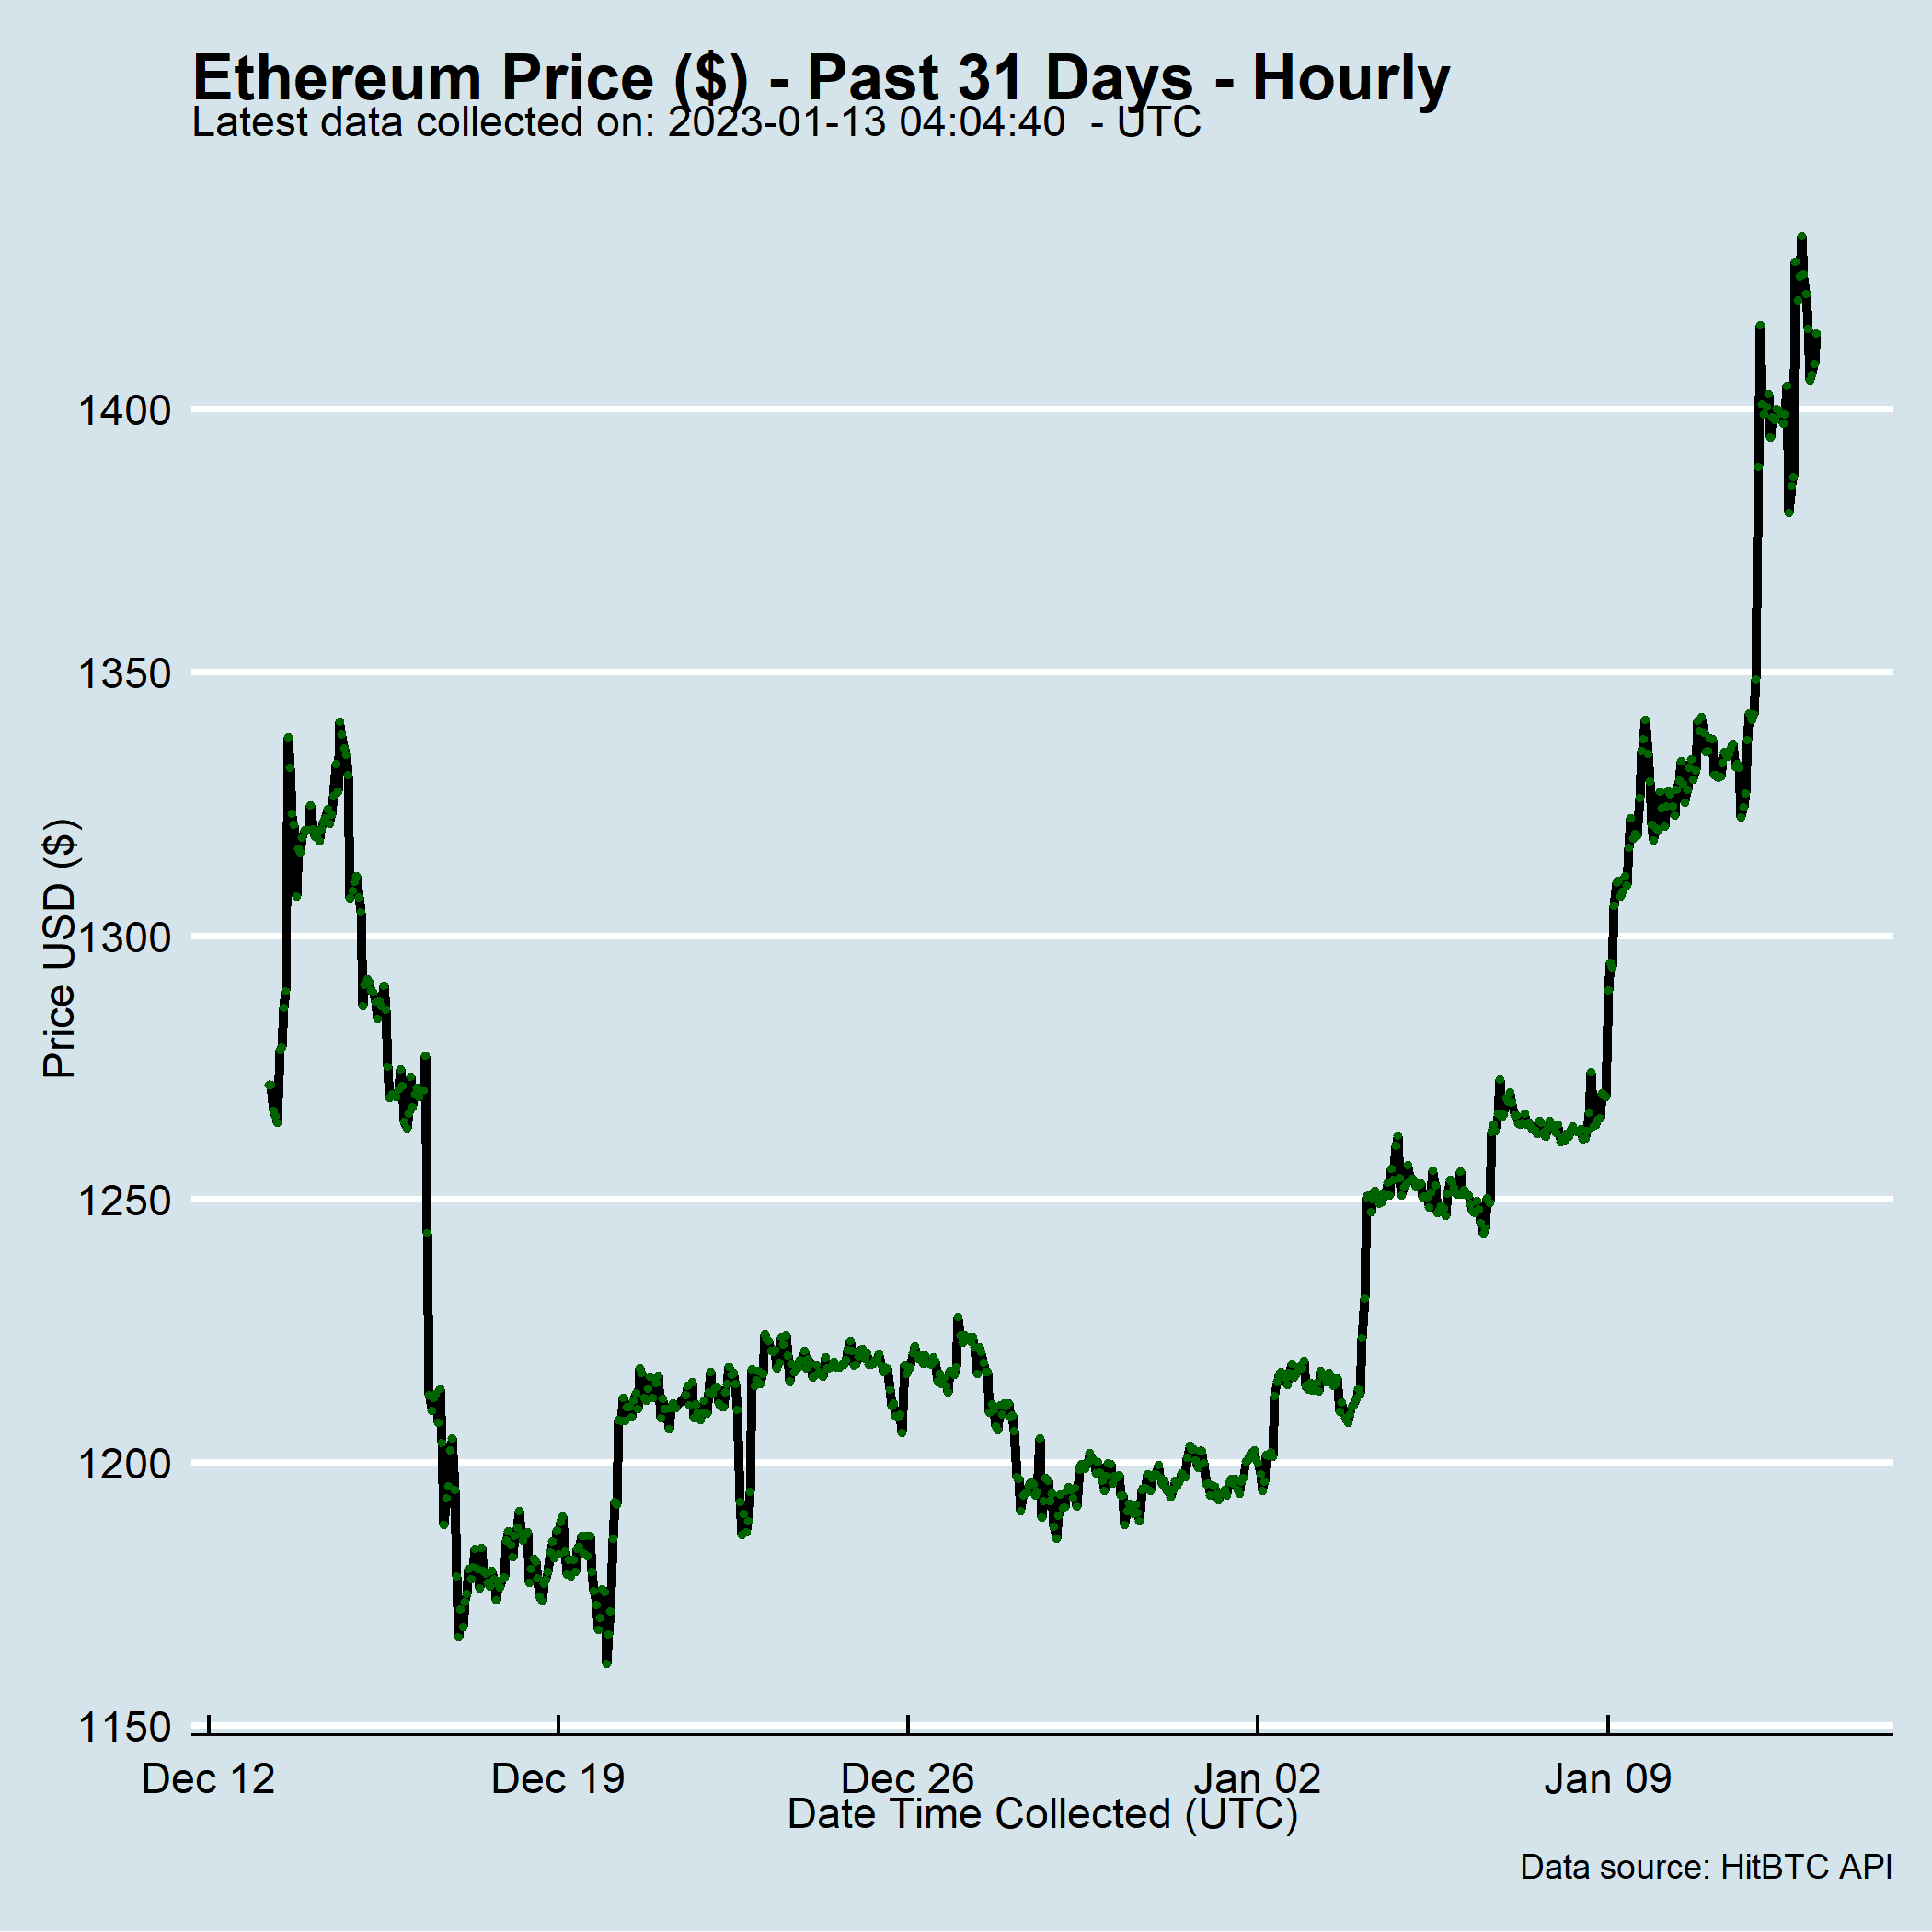 Ethereum Price ($) - Past 31 Days - Hourly
Latest data collected on: 2023-01-13 04:04:40  - UTC
Price USD ($)
1400
1350
1300
1250
1200
1150
Dec 12
Dec 19
Dec 26
Jan 02
Jan 09
Date Time Collected (UTC)
Data source: HitBTC API